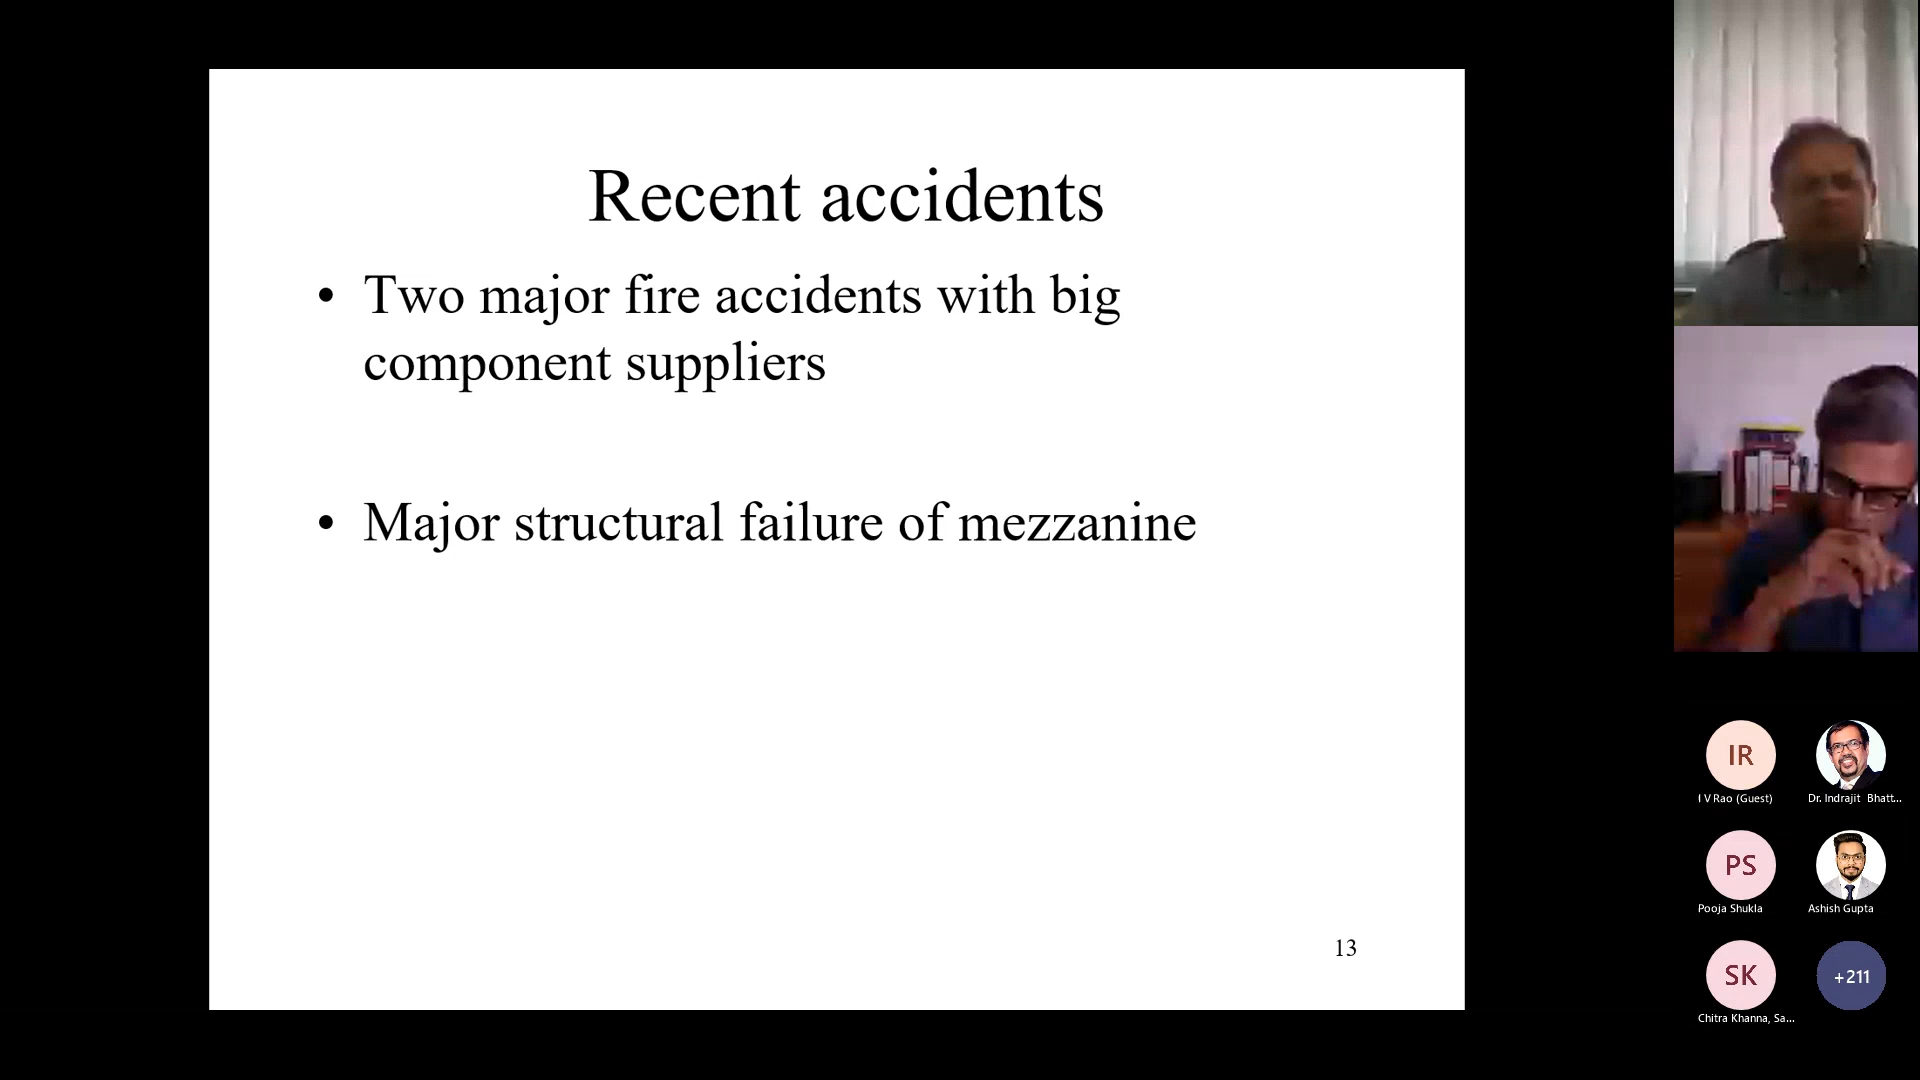 Recent accidents
• Two major fire accidents with big
component suppliers
• Major structural failure of mezzanine
13
IR
I V Rao (Guest)
Dr. Indrajit Bhatt...
PS
Pooja Shukla
Ashish Gupta
SK
Chitra Khanna, Sa...
+211